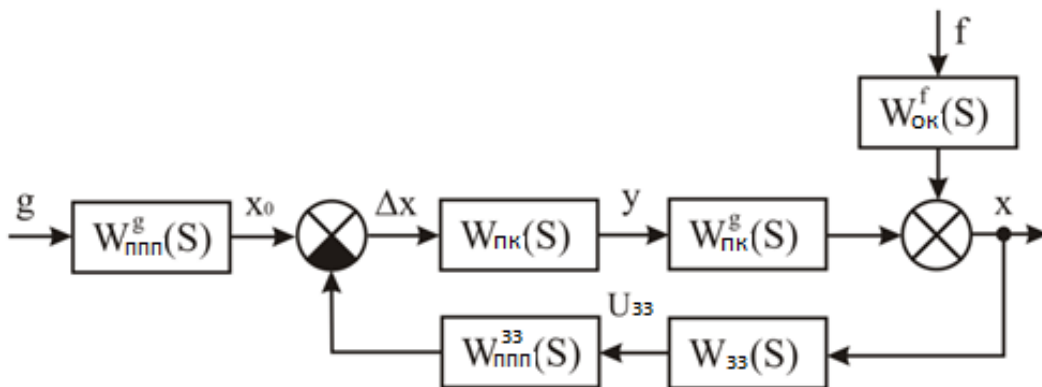 f
W^f_ок(S)
g
W^g_ппп(S)
x₀
Δx
W_пк(S)
y
W^g_пк(S)
x
U_зз
W^зз_ппп(S)
W_зз(S)